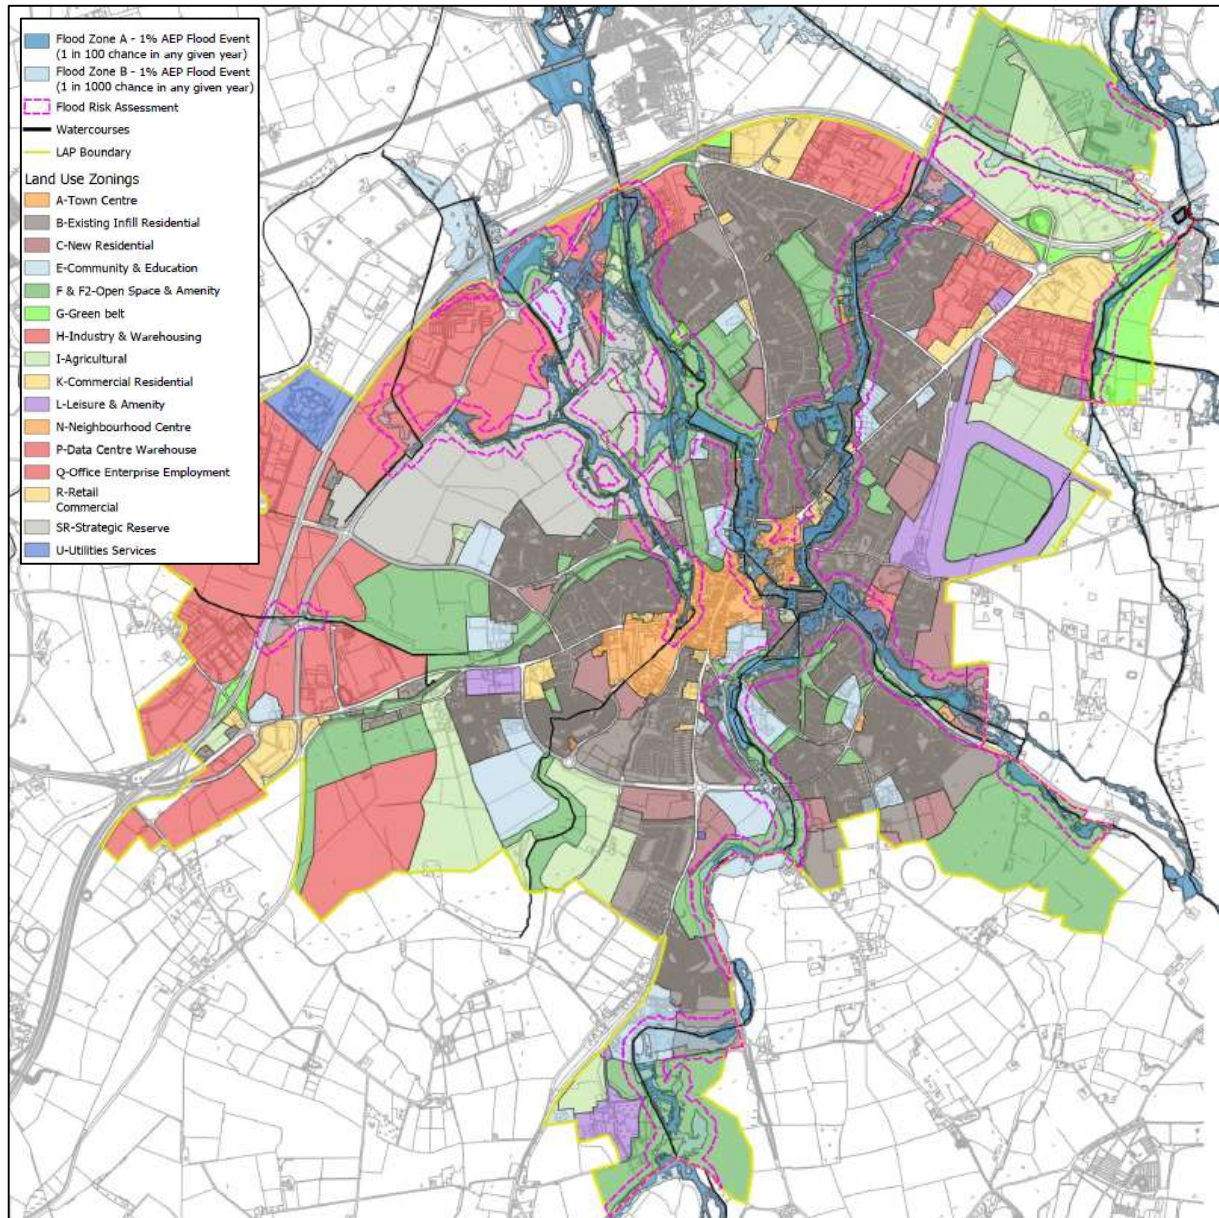 Flood Zone A - 1% AEP Flood Event
(1 in 100 chance in any given year)
Flood Zone B - 1% AEP Flood Event
(1 in 1000 chance in any given year)
Flood Risk Assessment
Watercourses
LAP Boundary
Land Use Zonings
A-Town Centre
B-Existing Infill Residential
C-New Residential
E-Community & Education
F & F2-Open Space & Amenity
G-Green belt
H-Industry & Warehousing
I-Agricultural
K-Commercial Residential
L-Leisure & Amenity
N-Neighbourhood Centre
P-Data Centre Warehouse
Q-Office Enterprise Employment
R-Retail
Commercial
SR-Strategic Reserve
U-Utilities Services